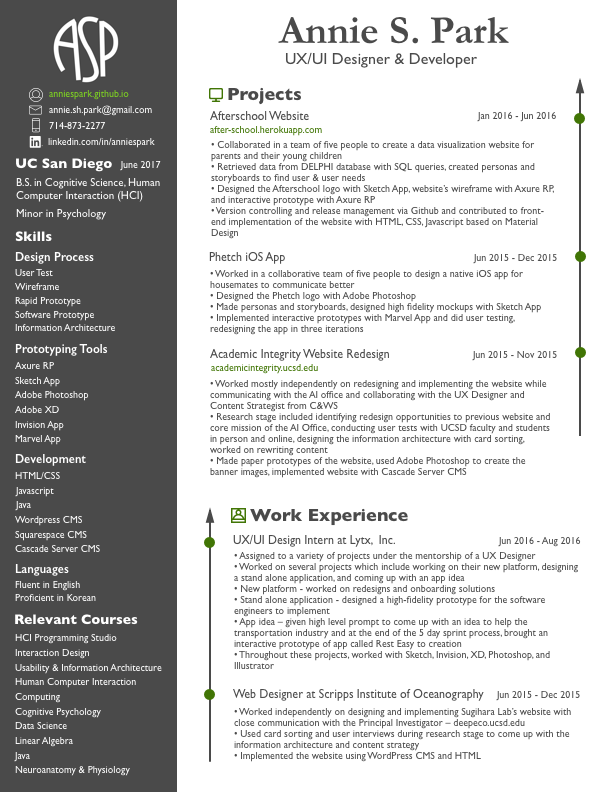 ASP
anniespark.github.io
annie.sh.park@gmail.com
714-873-2277
linkedin.com/in/anniespark
UC San Diego June 2017
B.S. in Cognitive Science, Human
Computer Interaction (HCI)
Minor in Psychology
Skills
Design Process
User Test
Wireframe
Rapid Prototype
Software Prototype
Information Architecture
Prototyping Tools
Axure RP
Sketch App
Adobe Photoshop
Adobe XD
Invision App
Marvel App
Development
HTML/CSS
Javascript
Java
Wordpress CMS
Squarespace CMS
Cascade Server CMS
Languages
Fluent in English
Proficient in Korean
Relevant Courses
HCI Programming Studio
Interaction Design
Usability & Information Architecture
Human Computer Interaction
Computing
Cognitive Psychology
Data Science
Linear Algebra
Java
Neuroanatomy & Physiology
Annie S. Park
UX/UI Designer & Developer
Projects
Afterschool Website Jan 2016 - Jun 2016
after-school.herokuapp.com
• Collaborated in a team of five people to create a data visualization website for
parents and their young children
• Retrieved data from DELPHI database with SQL queries, created personas and
storyboards to find user & user needs
• Designed the Afterschool logo with Sketch App, website's wireframe with Axure RP,
and interactive prototype with Axure RP
• Version controlling and release management via Github and contributed to front-
end implementation of the website with HTML, CSS, Javascript based on Material
Design
Phetch iOS App Jun 2015 - Dec 2015
• Worked in a collaborative team of five people to design a native iOS app for
housemates to communicate better
• Designed the Phetch logo with Adobe Photoshop
• Made personas and storyboards, designed high fidelity mockups with Sketch App
• Implemented interactive prototypes with Marvel App and did user testing,
redesigning the app in three iterations
Academic Integrity Website Redesign Jun 2015 - Nov 2015
academicintegrity.ucsd.edu
• Worked mostly independently on redesigning and implementing the website while
communicating with the AI office and collaborating with the UX Designer and
Content Strategist from C&WS
• Research stage included identifying redesign opportunities to previous website and
core mission of the AI Office, conducting user tests with UCSD faculty and students
in person and online, designing the information architecture with card sorting,
worked on rewriting content
• Made paper prototypes of the website, used Adobe Photoshop to create the
banner images, implemented website with Cascade Server CMS
Work Experience
UX/UI Design Intern at Lytx, Inc. Jun 2016 - Aug 2016
• Assigned to a variety of projects under the mentorship of a UX Designer
• Worked on several projects which include working on their new platform, designing
a stand alone application, and coming up with an app idea
• New platform - worked on redesigns and onboarding solutions
• Stand alone application - designed a high-fidelity prototype for the software
engineers to implement
• App idea – given high level prompt to come up with an idea to help the
transportation industry and at the end of the 5 day sprint process, brought an
interactive prototype of app called Rest Easy to creation
• Throughout these projects, worked with Sketch, Invision, XD, Photoshop, and
Illustrator
Web Designer at Scripps Institute of Oceanography Jun 2015 - Dec 2015
• Worked independently on designing and implementing Sugihara Lab's website with
close communication with the Principal Investigator – deepeco.ucsd.edu
• Used card sorting and user interviews during research stage to come up with the
information architecture and content strategy
• Implemented the website using WordPress CMS and HTML